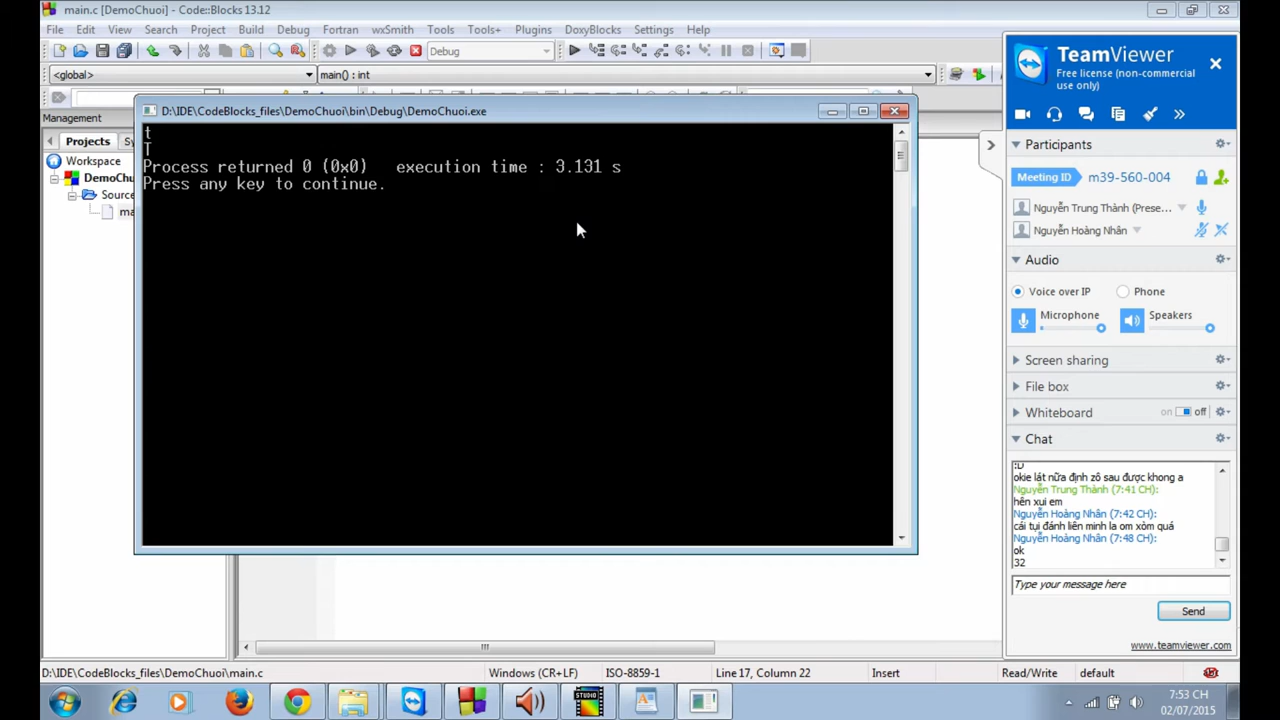 main.c [DemoChuoi] - Code::Blocks 13.12
File Edit View Search Project Build Debug Fortran wxSmith Tools Tools+ Plugins DoxyBlocks Settings Help
Debug
<global>
main() : int
Management
Projects Sy
Workspace
DemoChu
Source
ma
D:\IDE\CodeBlocks_files\DemoChuoi\bin\Debug\DemoChuoi.exe
t
T
Process returned 0 (0x0) execution time : 3.131 s
Press any key to continue.
TeamViewer
Free license (non-commercial
use only)
Participants
Meeting ID m39-560-004
Nguyễn Trung Thành (Prese...
Nguyễn Hoàng Nhân
Audio
Voice over IP Phone
Microphone Speakers
Screen sharing
File box
Whiteboard on off
Chat
:D
okie lát nữa định zô sau được khong a
Nguyễn Trung Thành (7:41 CH):
hên xui em
Nguyễn Hoàng Nhân (7:42 CH):
cái tụi đánh liên minh la om xòm quá
Nguyễn Hoàng Nhân (7:48 CH):
ok
32
Type your message here
Send
www.teamviewer.com
D:\IDE\CodeBlocks_files\DemoChuoi\main.c Windows (CR+LF) ISO-8859-1 Line 17, Column 22 Insert Read/Write default
STUDIO
7:53 CH
02/07/2015